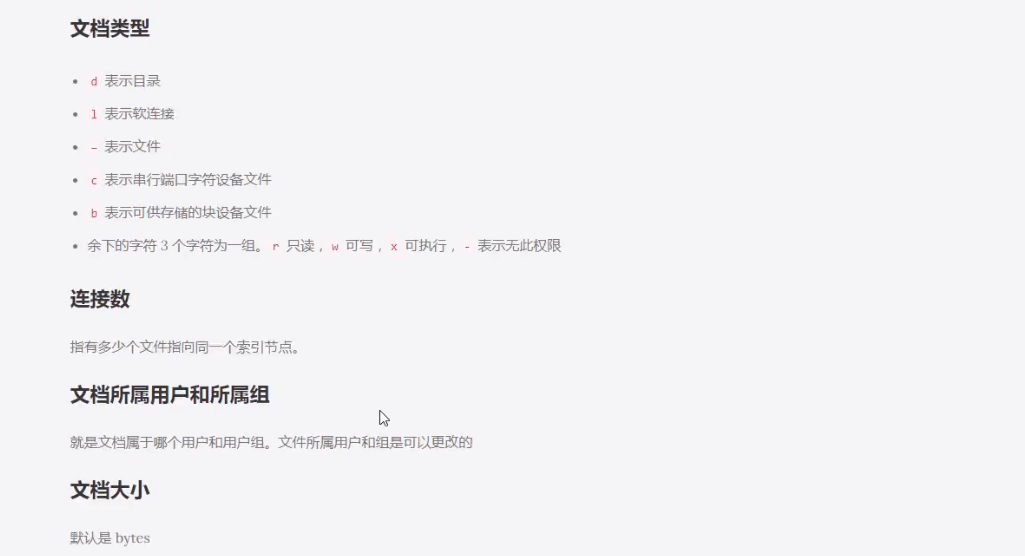 文档类型
• d 表示目录
• l 表示软连接
• - 表示文件
• c 表示串行端口字符设备文件
• b 表示可供存储的块设备文件
• 余下的字符 3 个字符为一组。 r 只读， w 可写， x 可执行， - 表示无此权限
连接数
指有多少个文件指向同一个索引节点。
文档所属用户和所属组
就是文档属于哪个用户和用户组。文件所属用户和组是可以更改的
文档大小
默认是 bytes